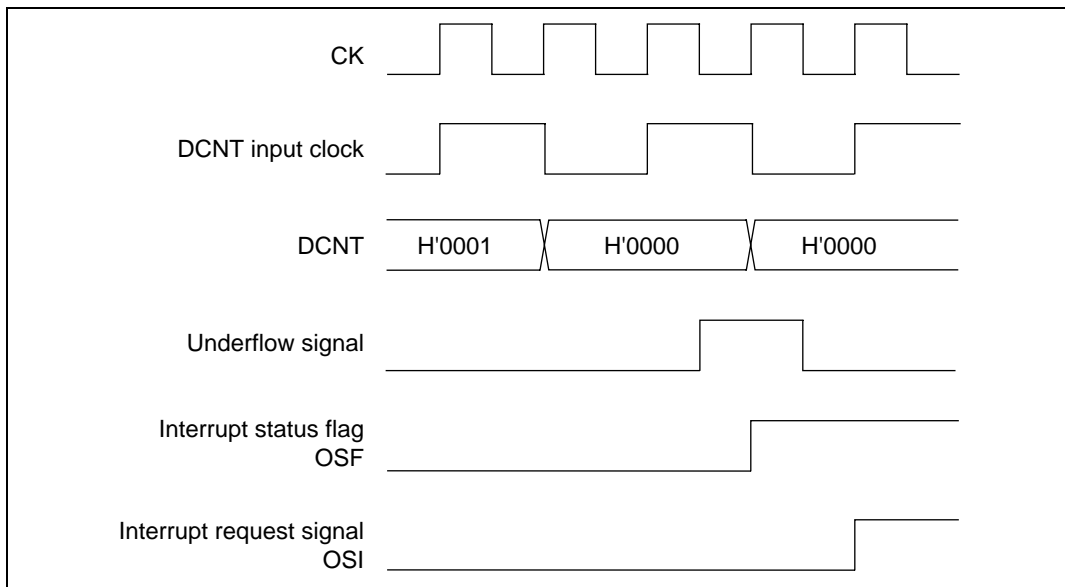 CK
DCNT input clock
DCNT
H'0001
H'0000
H'0000
Underflow signal
Interrupt status flag
OSF
Interrupt request signal
OSI